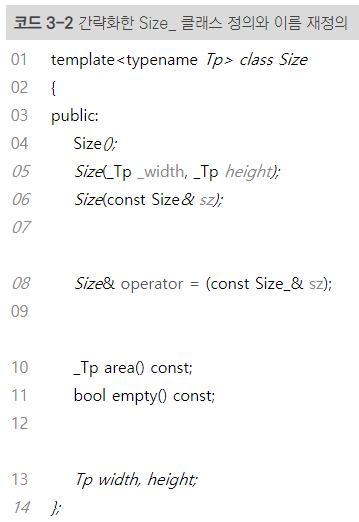 코드 3-2 간략화한 Size_ 클래스 정의와 이름 재정의
01 template<typename Tp> class Size
02 {
03 public:
04 Size();
05 Size(_Tp _width, _Tp height);
06 Size(const Size& sz);
07
08 Size& operator = (const Size_& sz);
09
10 _Tp area() const;
11 bool empty() const;
12
13 Tp width, height;
14 };